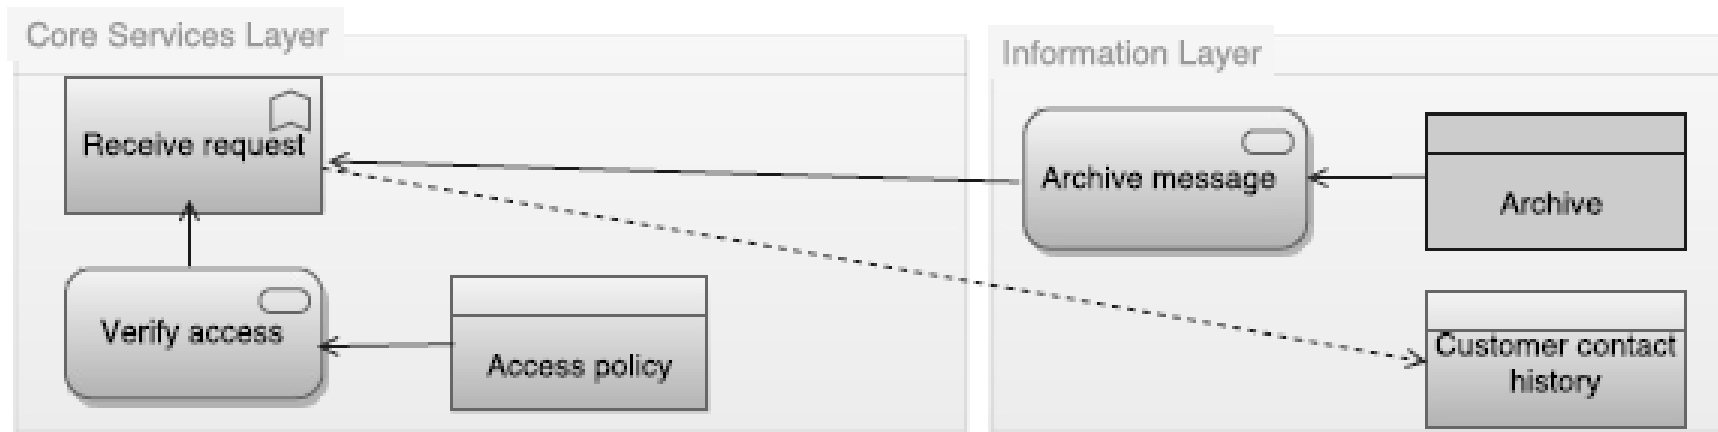 Core Services Layer
Receive request
Verify access
Access policy
Information Layer
Archive message
Archive
Customer contact
history